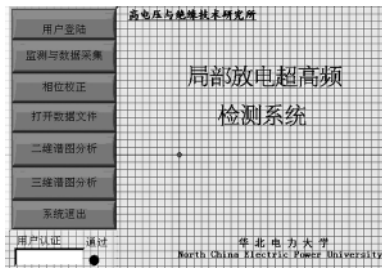 高电压与绝缘技术研究所
用户登陆
监测与数据采集
相位校正
打开数据文件
二维谱图分析
三维谱图分析
系统退出
局部放电超高频
检测系统
用户认证 通过
华北电力大学
North China Electric Power University